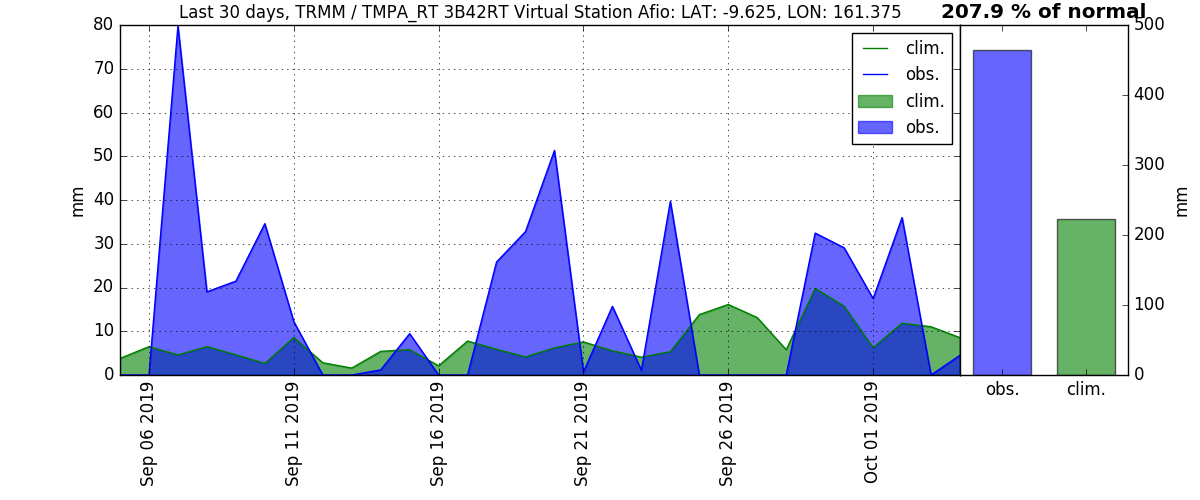 Last 30 days, TRMM / TMPA_RT 3B42RT Virtual Station Afio: LAT: -9.625, LON: 161.375
207.9 % of normal
80
70
60
50
40
30
20
10
0
mm
clim.
obs.
clim.
obs.
Sep 06 2019
Sep 11 2019
Sep 16 2019
Sep 21 2019
Sep 26 2019
Oct 01 2019
500
400
300
200
100
0
mm
obs.
clim.